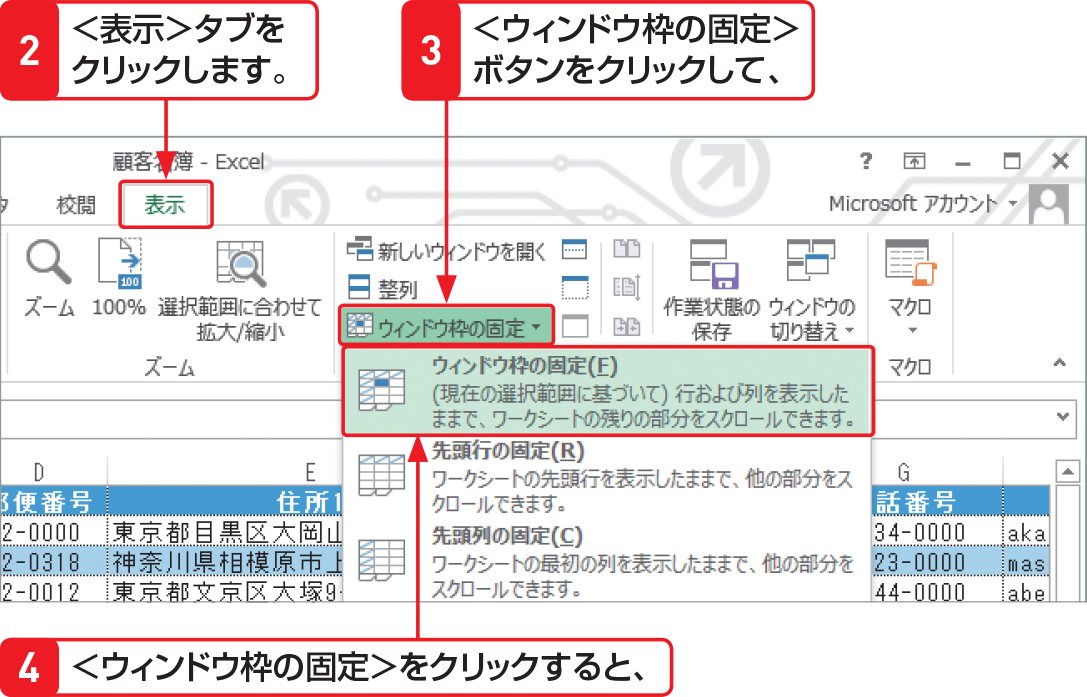 2
＜表示＞タブを
クリックします。
3
＜ウィンドウ枠の固定＞
ボタンをクリックして、
顧客名簿 - Excel
?
校閲
表示
Microsoft アカウント
ズーム
100
100%
選択範囲に合わせて
拡大/縮小
ズーム
新しいウィンドウを開く
整列
ウィンドウ枠の固定
作業状態の
保存
ウィンドウの
切り替え
マクロ
マクロ
ウィンドウ枠の固定(F)
(現在の選択範囲に基づいて) 行および列を表示した
ままで、ワークシートの残りの部分をスクロールできます。
先頭行の固定(R)
ワークシートの先頭行を表示したままで、他の部分をス
クロールできます。
先頭列の固定(C)
ワークシートの最初の列を表示したままで、他の部分を
スクロールできます。
D E G
便番号 住所1 話番号
2-0000 東京都目黒区大岡山 34-0000 aka
2-0318 神奈川県相模原市上 23-0000 mas
2-0012 東京都文京区大塚9 44-0000 abe
4
＜ウィンドウ枠の固定＞をクリックすると、